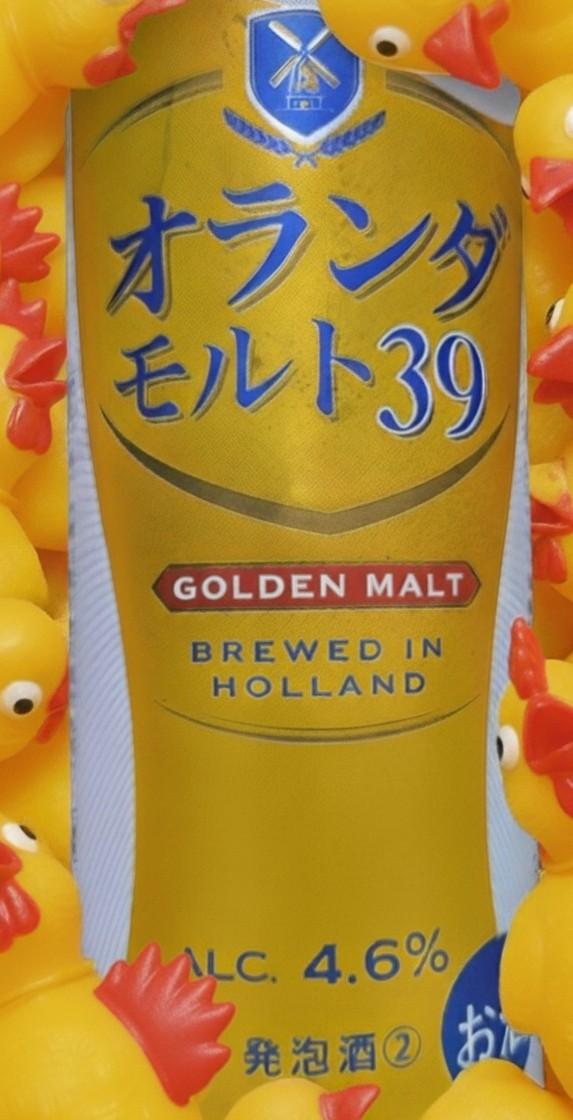 オランダ
モルト39
GOLDEN MALT
BREWED IN
HOLLAND
ALC. 4.6%
発泡酒②